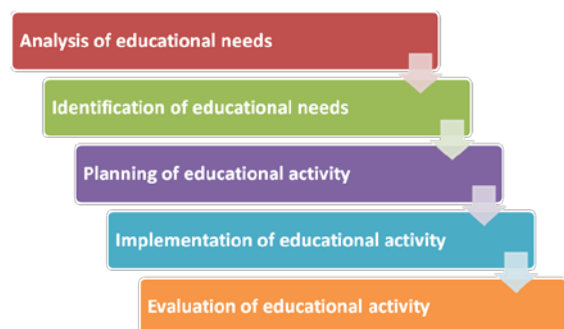 Analysis of educational needs
Identification of educational needs
Planning of educational activity
Implementation of educational activity
Evaluation of educational activity